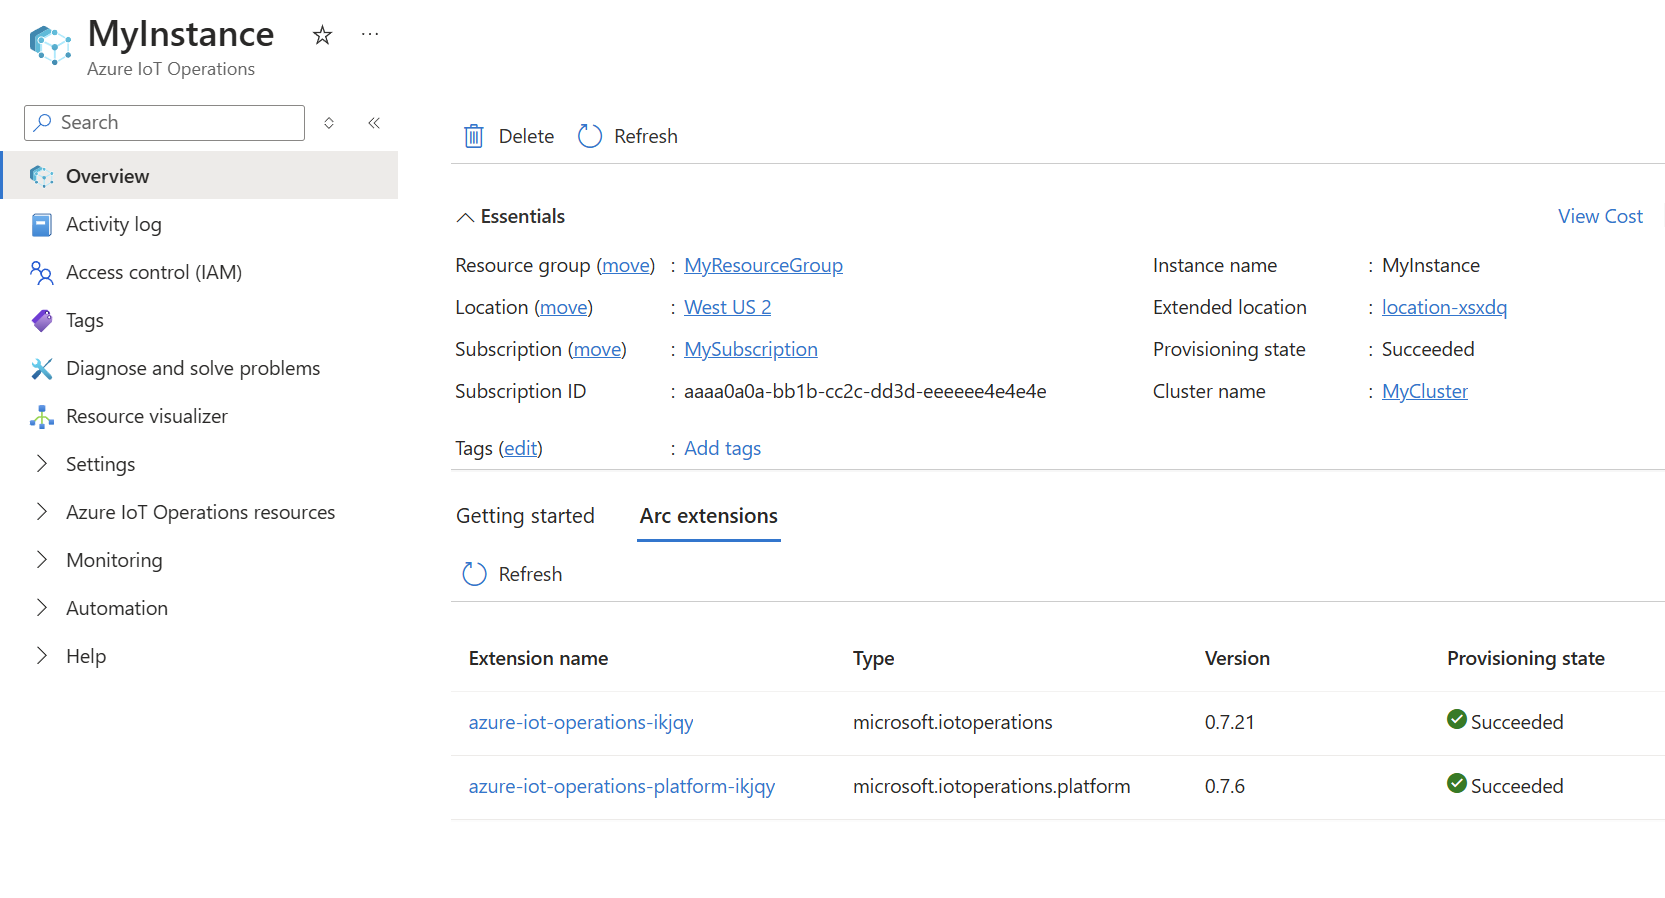 MyInstance
Azure IoT Operations
Search
Overview
Activity log
Access control (IAM)
Tags
Diagnose and solve problems
Resource visualizer
Settings
Azure IoT Operations resources
Monitoring
Automation
Help
Delete Refresh
Essentials View Cost
Resource group (move) : MyResourceGroup Instance name : MyInstance
Location (move) : West US 2 Extended location : location-xsxdq
Subscription (move) : MySubscription Provisioning state : Succeeded
Subscription ID : aaaa0a0a-bb1b-cc2c-dd3d-eeeeee4e4e4e Cluster name : MyCluster
Tags (edit) : Add tags
Getting started Arc extensions
Refresh
Extension name Type Version Provisioning state
azure-iot-operations-ikjqy microsoft.iotoperations 0.7.21 Succeeded
azure-iot-operations-platform-ikjqy microsoft.iotoperations.platform 0.7.6 Succeeded